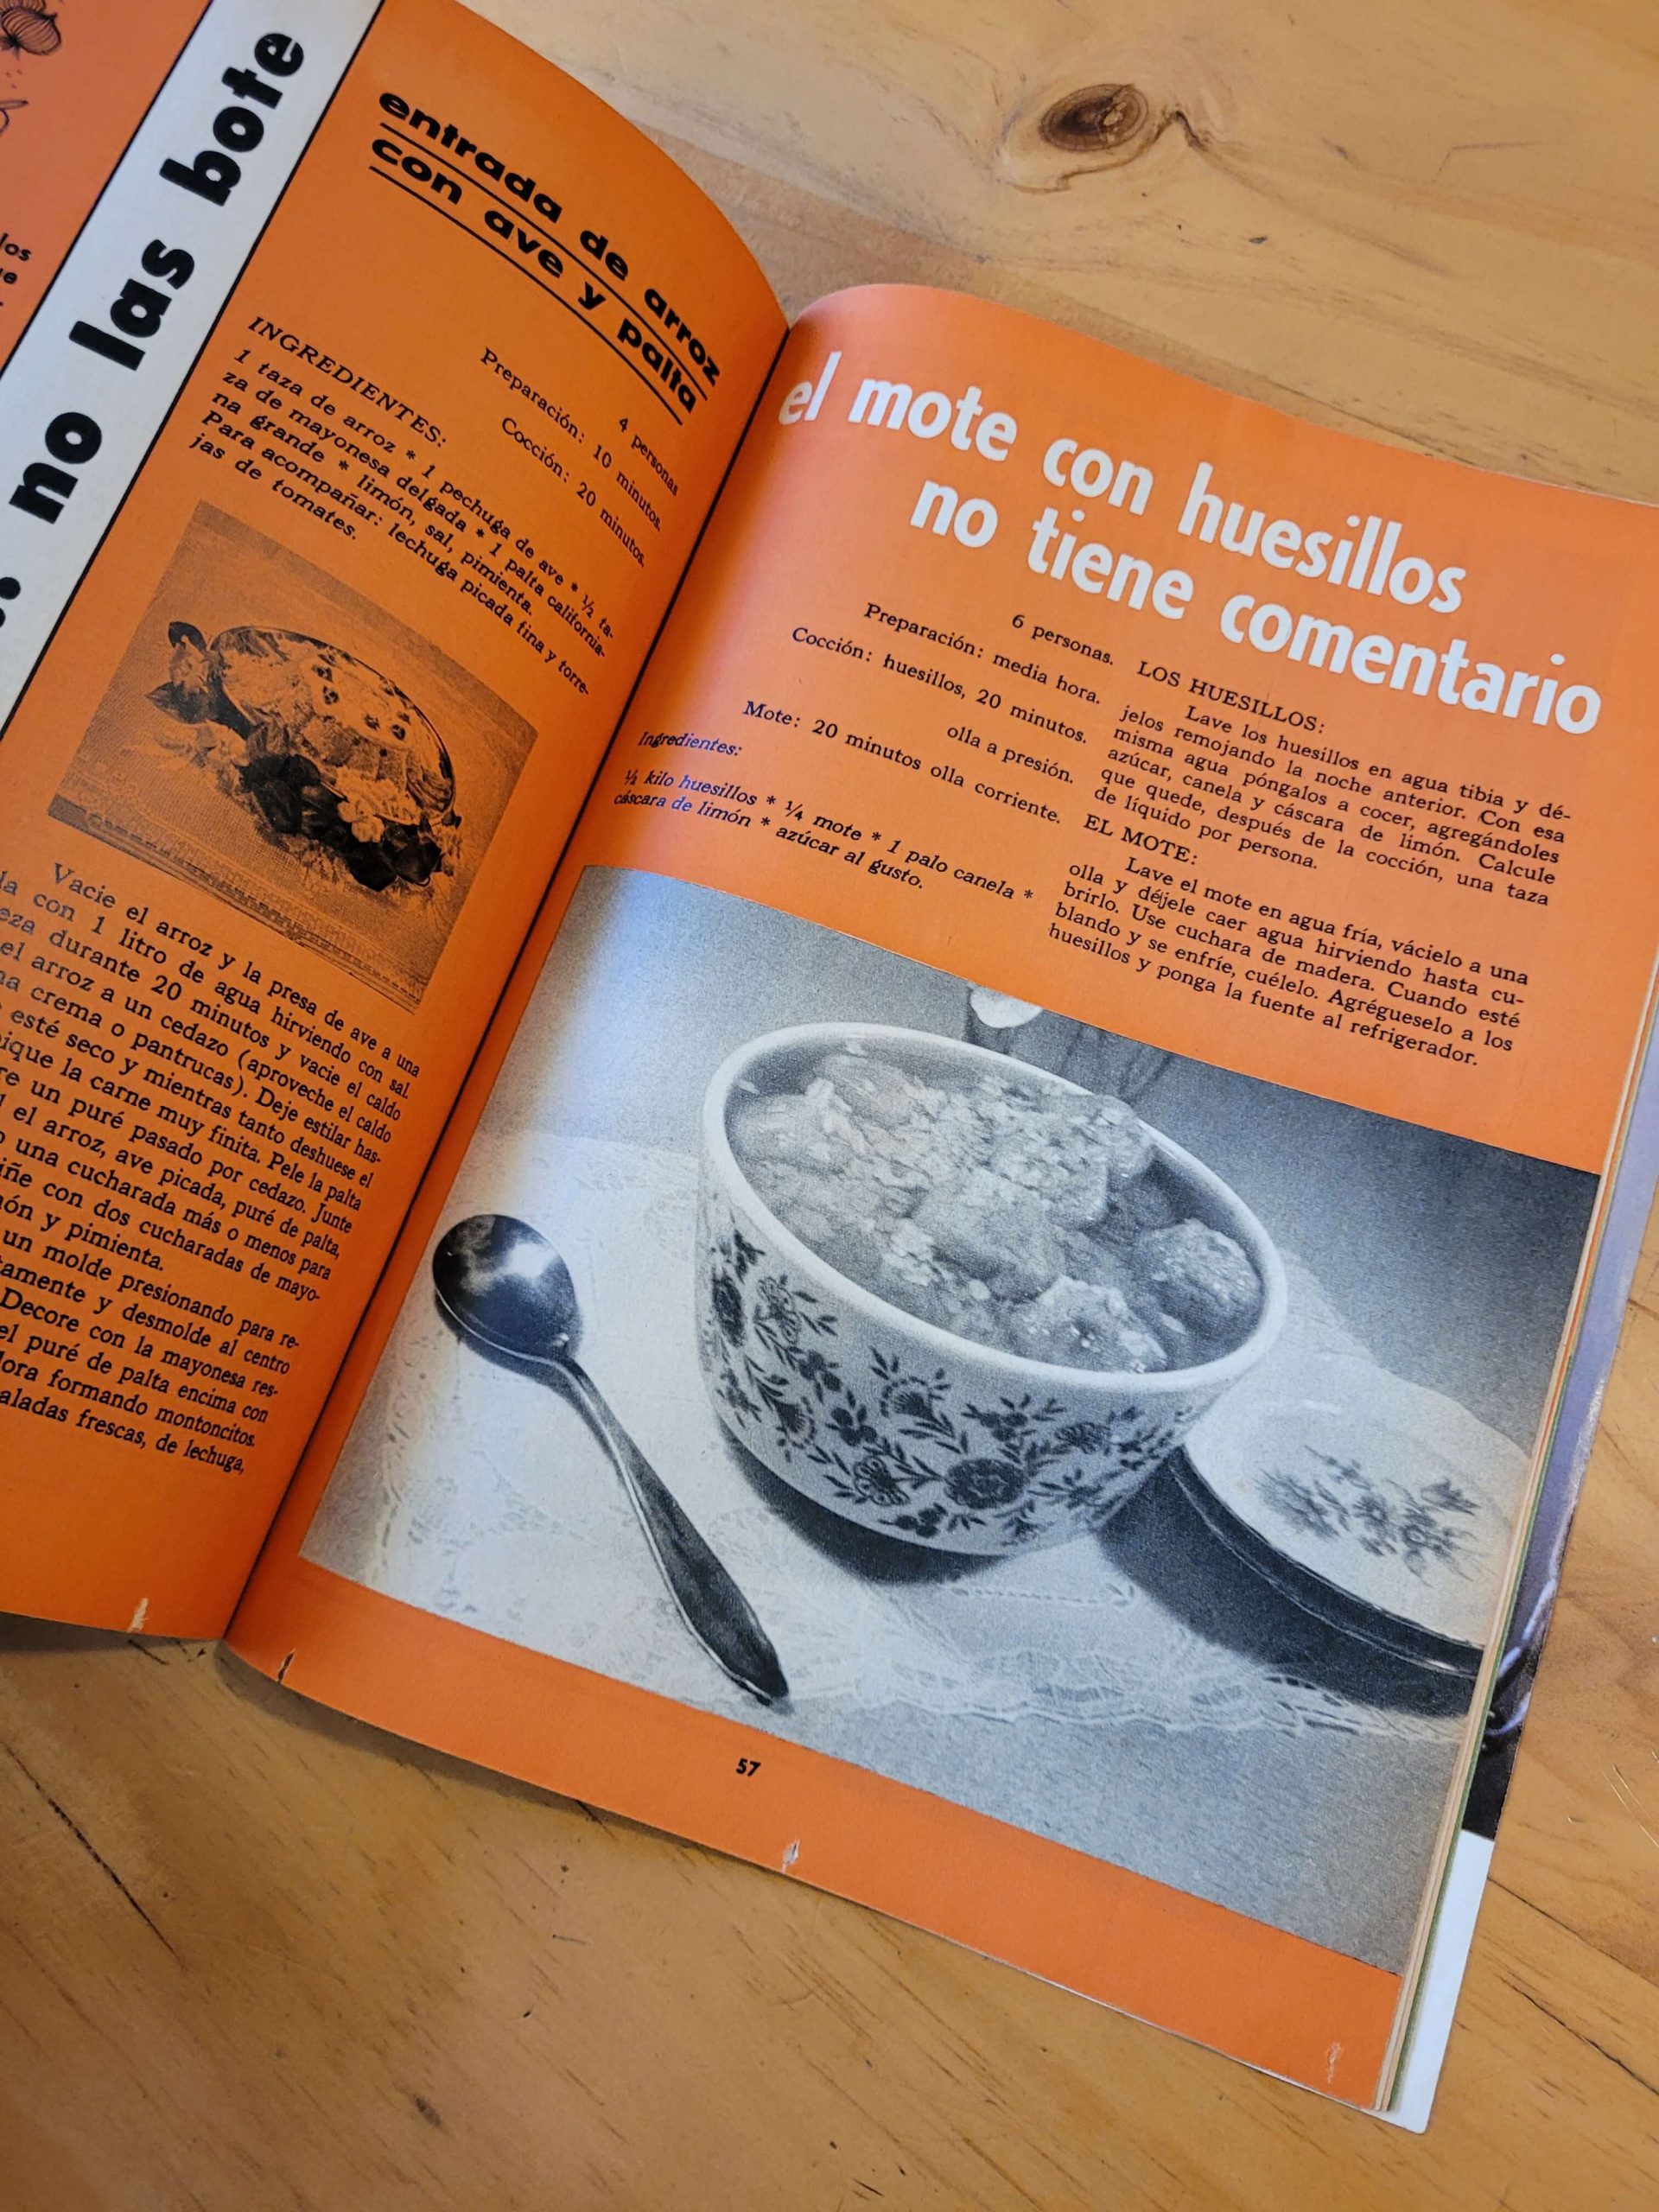 los
no las bote
entrada de arroz
con ave y palta
4 personas
Preparación: 10 minutos.
Cocción: 20 minutos.
INGREDIENTES:
1 taza de arroz * 1 pechuga de ave * ½ ta-
za de mayonesa delgada * 1 palta california-
na grande * limón, sal, pimienta.
Para acompañar: lechuga picada fina y torre-
jas de tomates.
Vacie el arroz y la presa de ave a una
con 1 litro de agua hirviendo con sal.
durante 20 minutos y vacie el caldo
el arroz a un cedazo (aproveche el caldo
crema o pantrucas). Deje estilar has-
esté seco y mientras tanto deshuese el
pique la carne muy finita. Pele la palta
un puré pasado por cedazo. Junte
el arroz, ave picada, puré de palta,
una cucharada más o menos para
con dos cucharadas de mayo-
y pimienta.
un molde presionando para re-
y desmolde al centro
Decore con la mayonesa res-
el puré de palta encima con
formando montoncitos.
frescas, de lechuga,
el mote con huesillos
no tiene comentario
6 personas.
Preparación: media hora.
Cocción: huesillos, 20 minutos.
olla a presión.
Mote: 20 minutos olla corriente.
Ingredientes:
½ kilo huesillos * ¼ mote * 1 palo canela *
cáscara de limón * azúcar al gusto.
LOS HUESILLOS:
Lave los huesillos en agua tibia y dé-
jelos remojando la noche anterior. Con esa
misma agua póngalos a cocer, agregándoles
azúcar, canela y cáscara de limón. Calcule
que quede, después de la cocción, una taza
de líquido por persona.
EL MOTE:
Lave el mote en agua fría, vácielo a una
olla y déjele caer agua hirviendo hasta cu-
brirlo. Use cuchara de madera. Cuando esté
blando y se enfríe, cuélelo. Agrégueselo a los
huesillos y ponga la fuente al refrigerador.
57